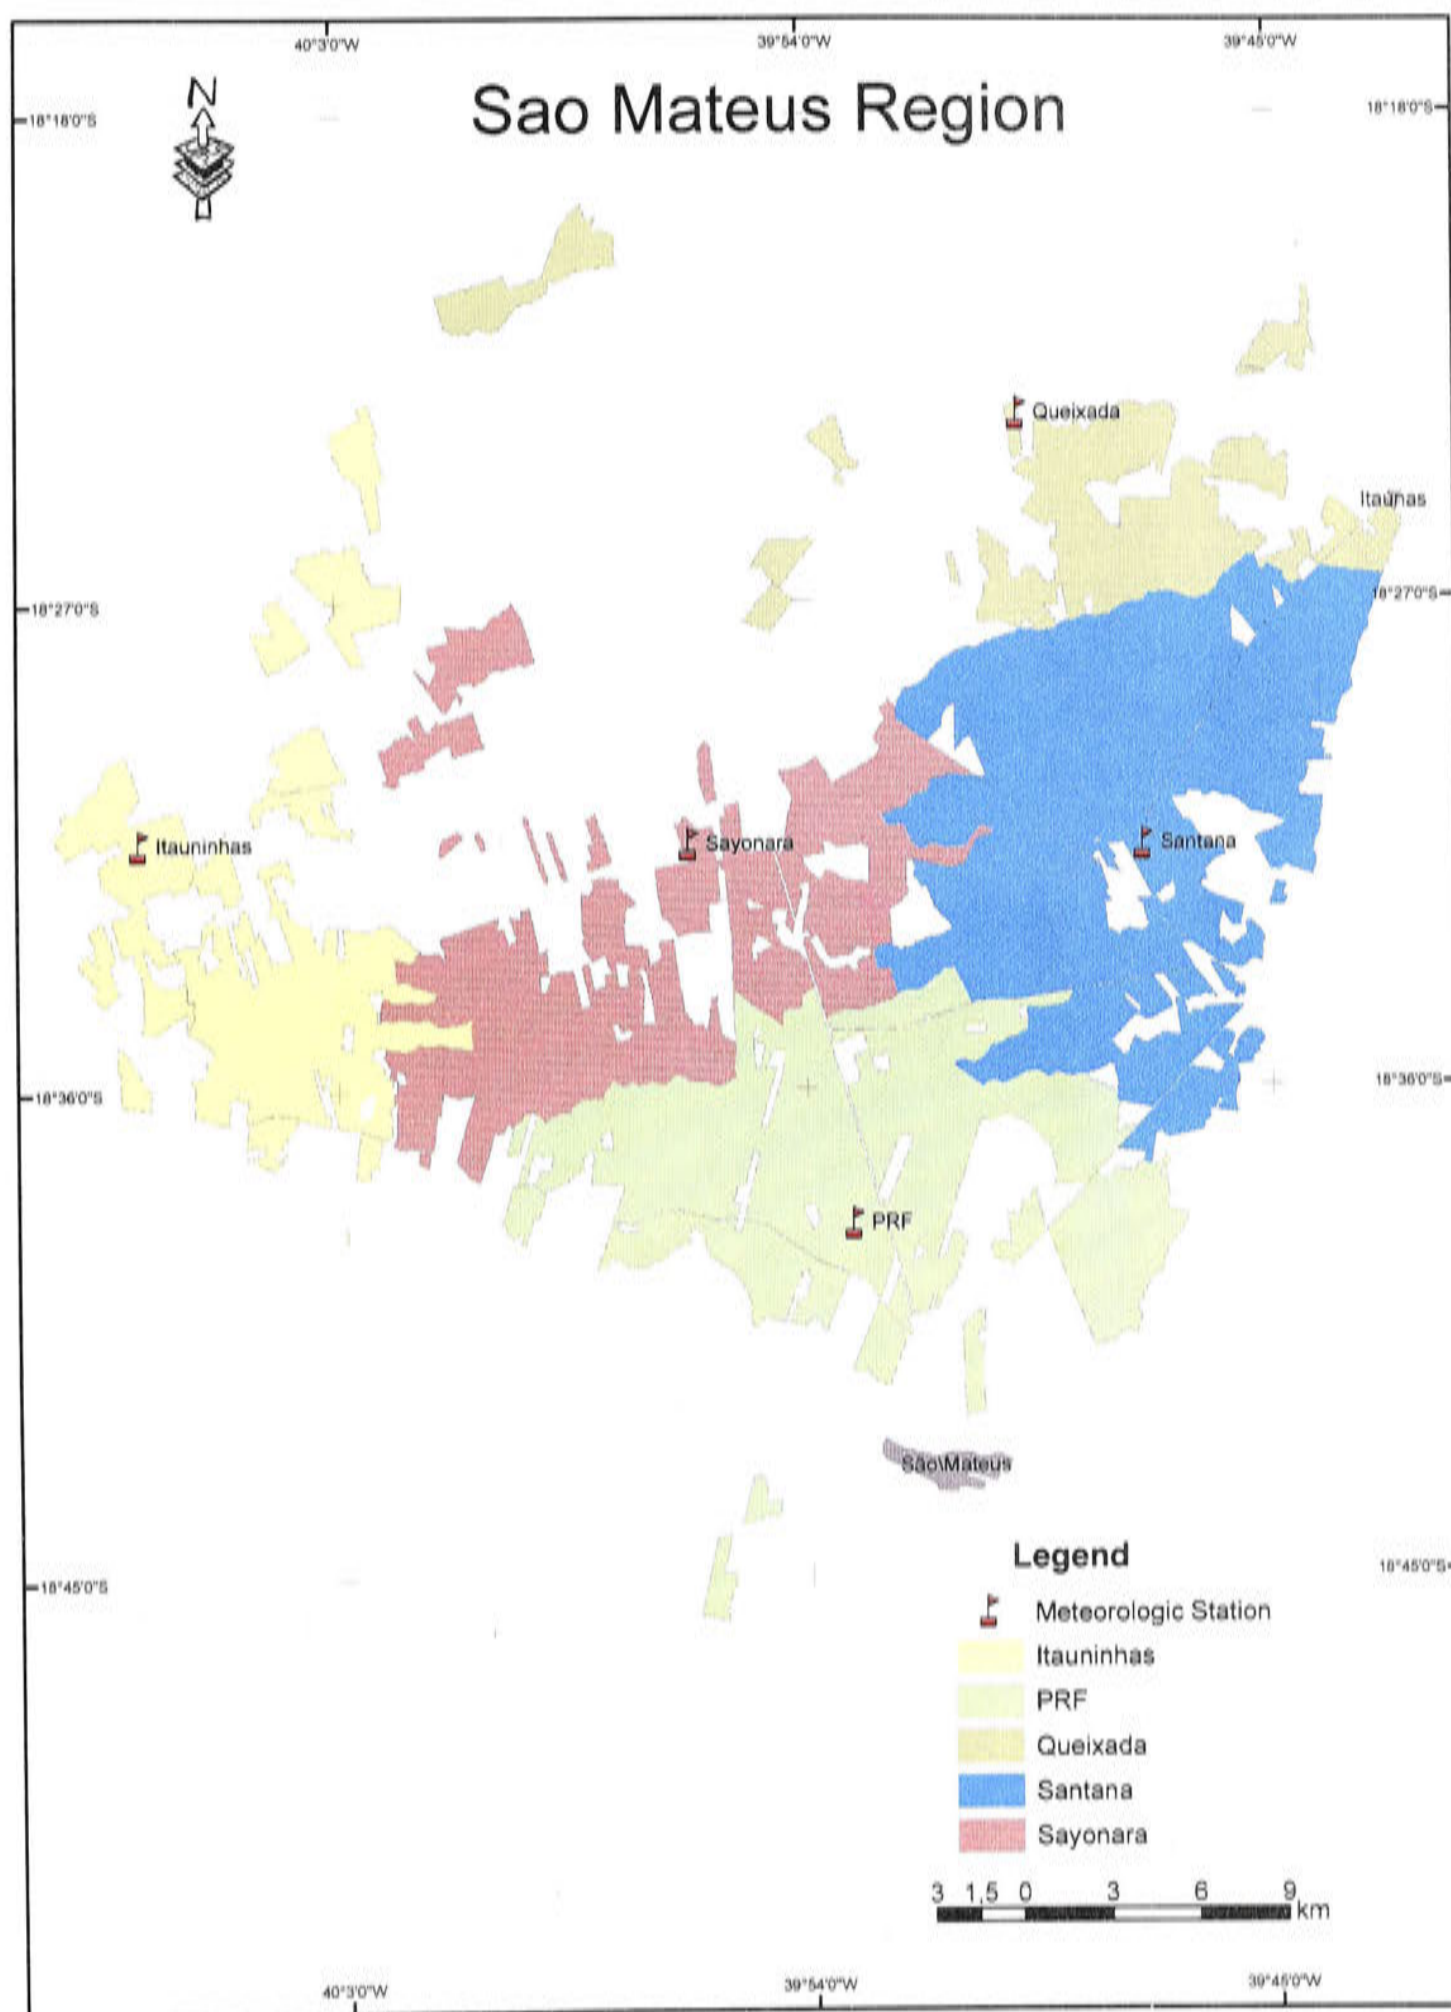 40°3'0"W 39°54'0"W 39°45'0"W
N
Sao Mateus Region
18°18'0"S 18°18'0"S
Queixada
Itaúnas
18°27'0"S 18°27'0"S
Itauninhas Sayonara Santana
18°36'0"S 18°36'0"S
PRF
São\Mateus
Legend
18°45'0"S 18°45'0"S
Meteorologic Station
Itauninhas
PRF
Queixada
Santana
Sayonara
3 1,5 0 3 6 9
km
40°3'0"W 39°54'0"W 39°45'0"W